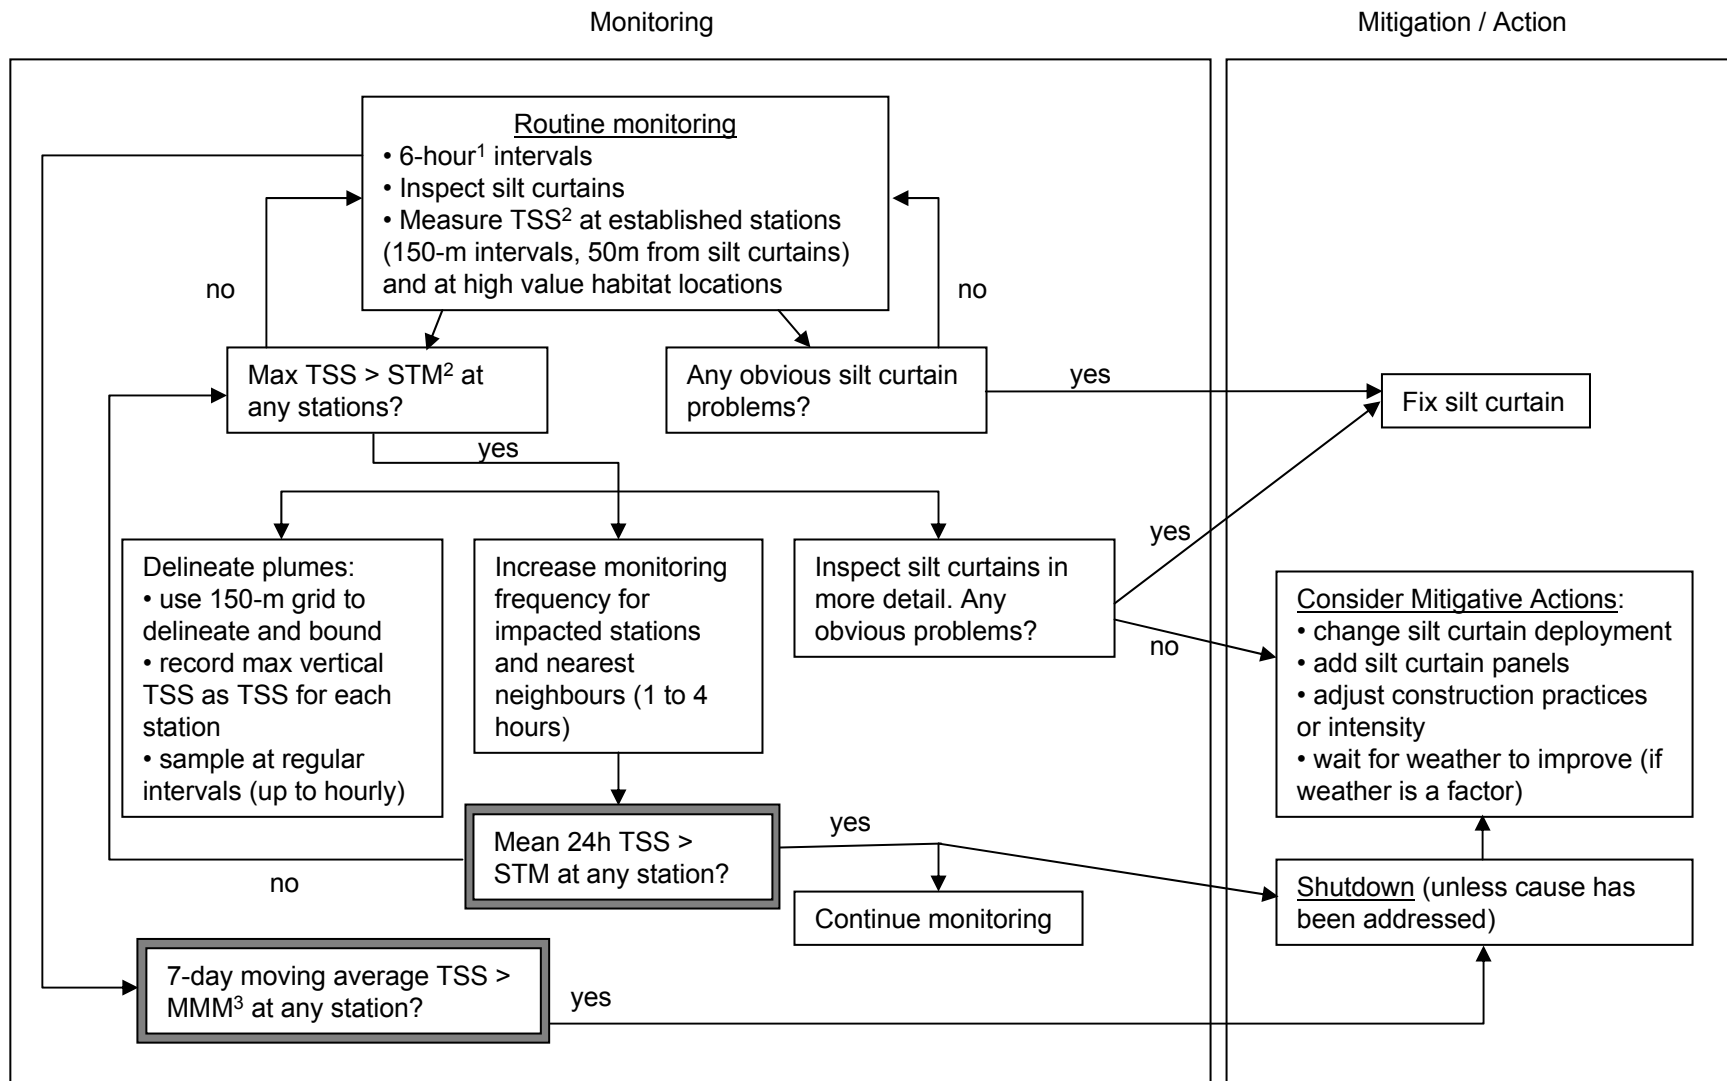 Monitoring
Mitigation / Action
Routine monitoring
• 6-hour¹ intervals
• Inspect silt curtains
• Measure TSS² at established stations
(150-m intervals, 50m from silt curtains)
and at high value habitat locations
no
no
Max TSS > STM² at
any stations?
Any obvious silt curtain
problems?
yes
Fix silt curtain
yes
Delineate plumes:
• use 150-m grid to
delineate and bound
• record max vertical
TSS as TSS for each
station
• sample at regular
intervals (up to hourly)
Increase monitoring
frequency for
impacted stations
and nearest
neighbours (1 to 4
hours)
Inspect silt curtains in
more detail. Any
obvious problems?
yes
no
Consider Mitigative Actions:
• change silt curtain deployment
• add silt curtain panels
• adjust construction practices
or intensity
• wait for weather to improve (if
weather is a factor)
Mean 24h TSS >
STM at any station?
yes
no
Continue monitoring
Shutdown (unless cause has
been addressed)
7-day moving average TSS >
MMM³ at any station?
yes